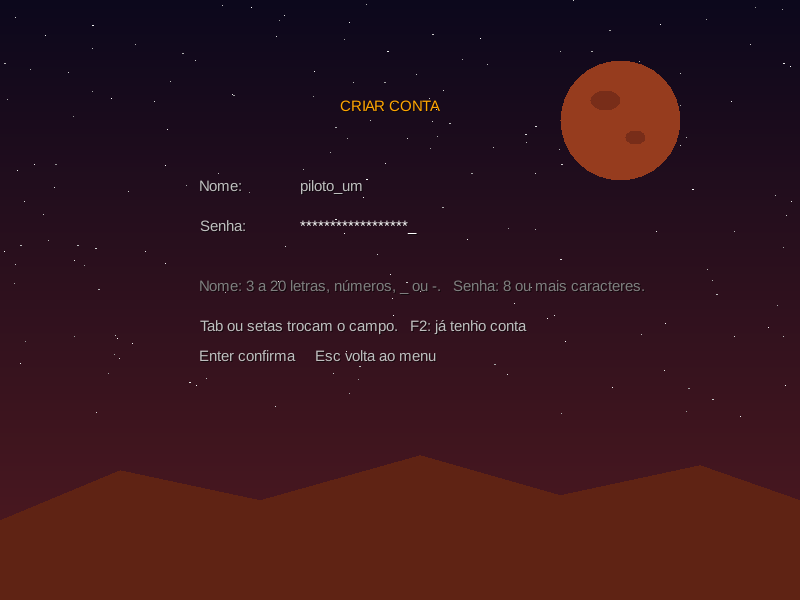 CRIAR CONTA
Nome: piloto_um
Senha: ******************_
Nome: 3 a 20 letras, números, _ ou -. Senha: 8 ou mais caracteres.
Tab ou setas trocam o campo. F2: já tenho conta
Enter confirma Esc volta ao menu